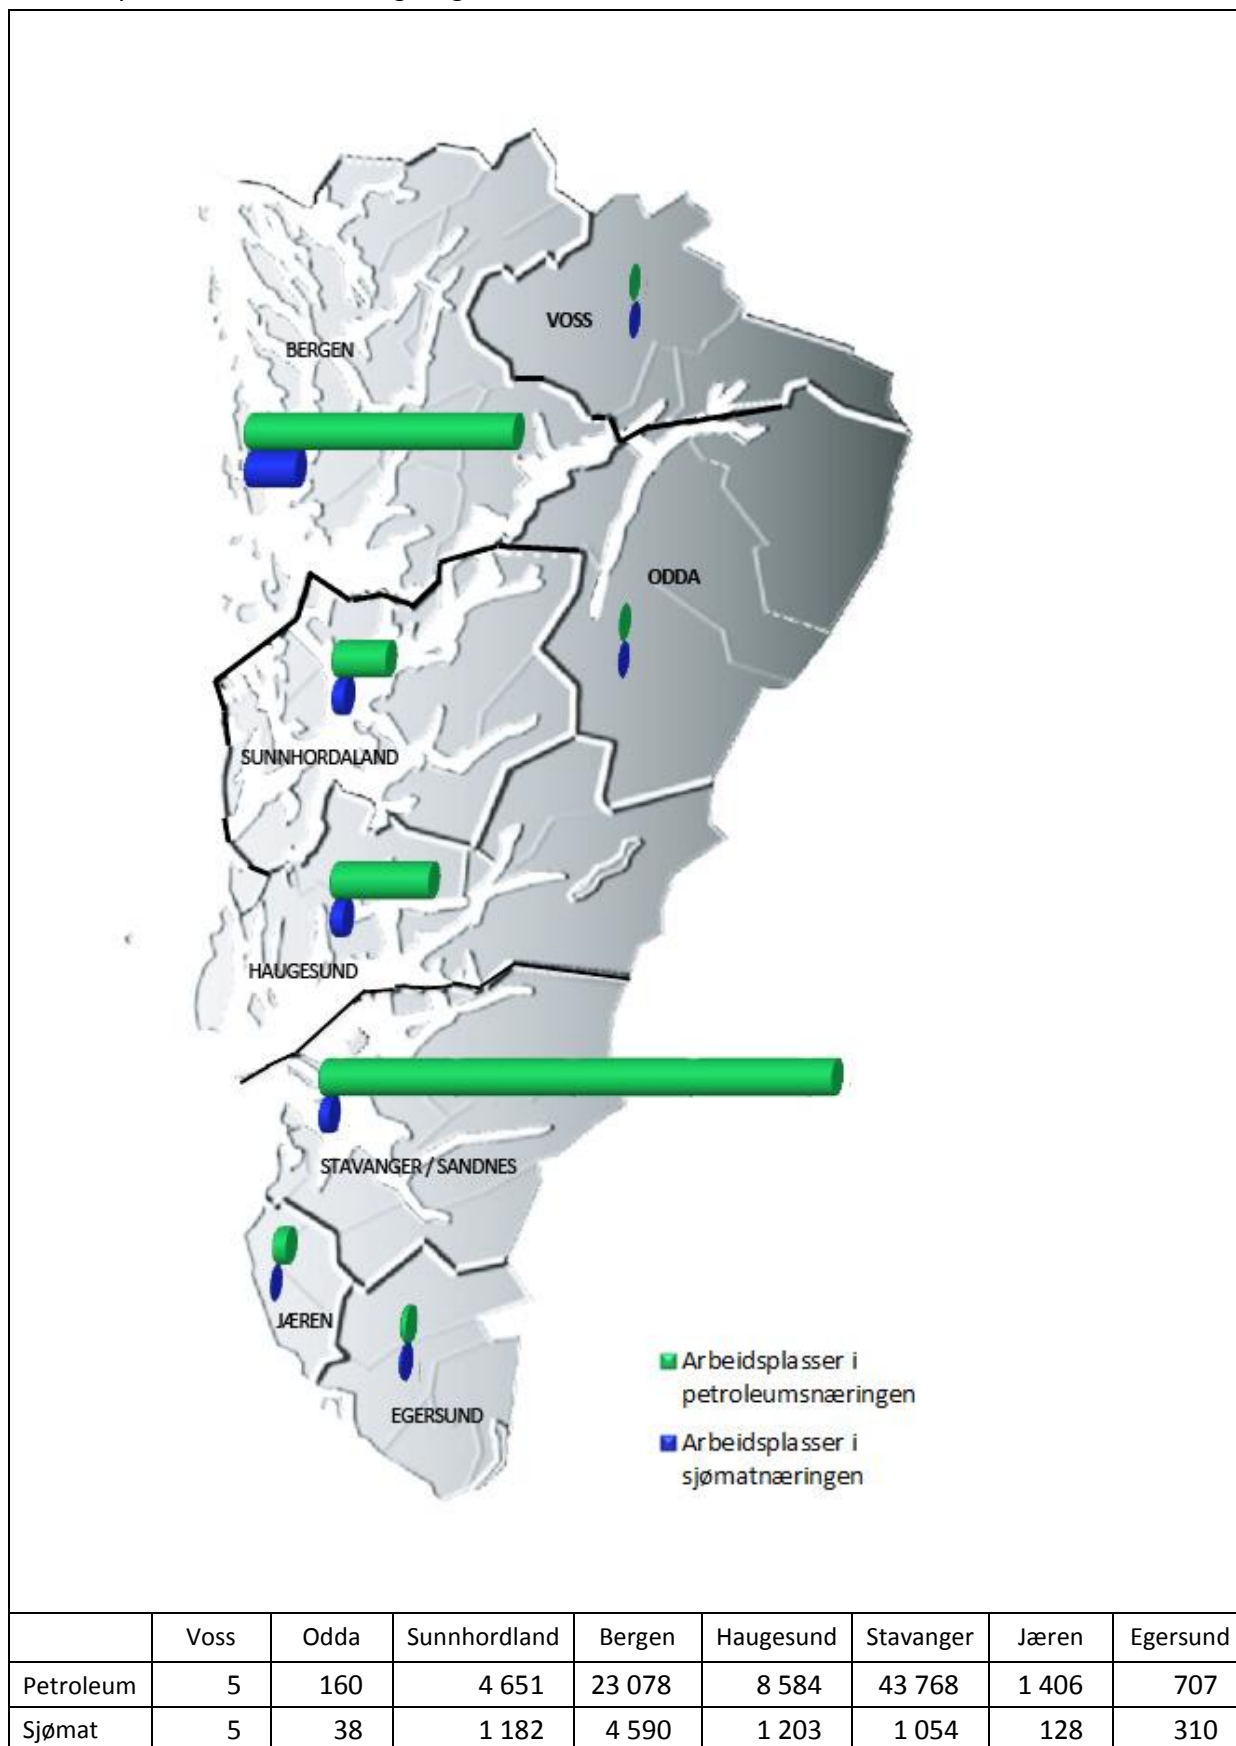 VOSS
BERGEN
ODDA
SUNNHORDALAND
HAUGESUND
STAVANGER / SANDNES
JÆREN
EGERSUND
Arbeidsplasser i
petroleumsnæringen
Arbeidsplasser i
sjømatnæringen
Voss Odda Sunnhordland Bergen Haugesund Stavanger Jæren Egersund
Petroleum 5 160 4 651 23 078 8 584 43 768 1 406 707
Sjømat 5 38 1 182 4 590 1 203 1 054 128 310